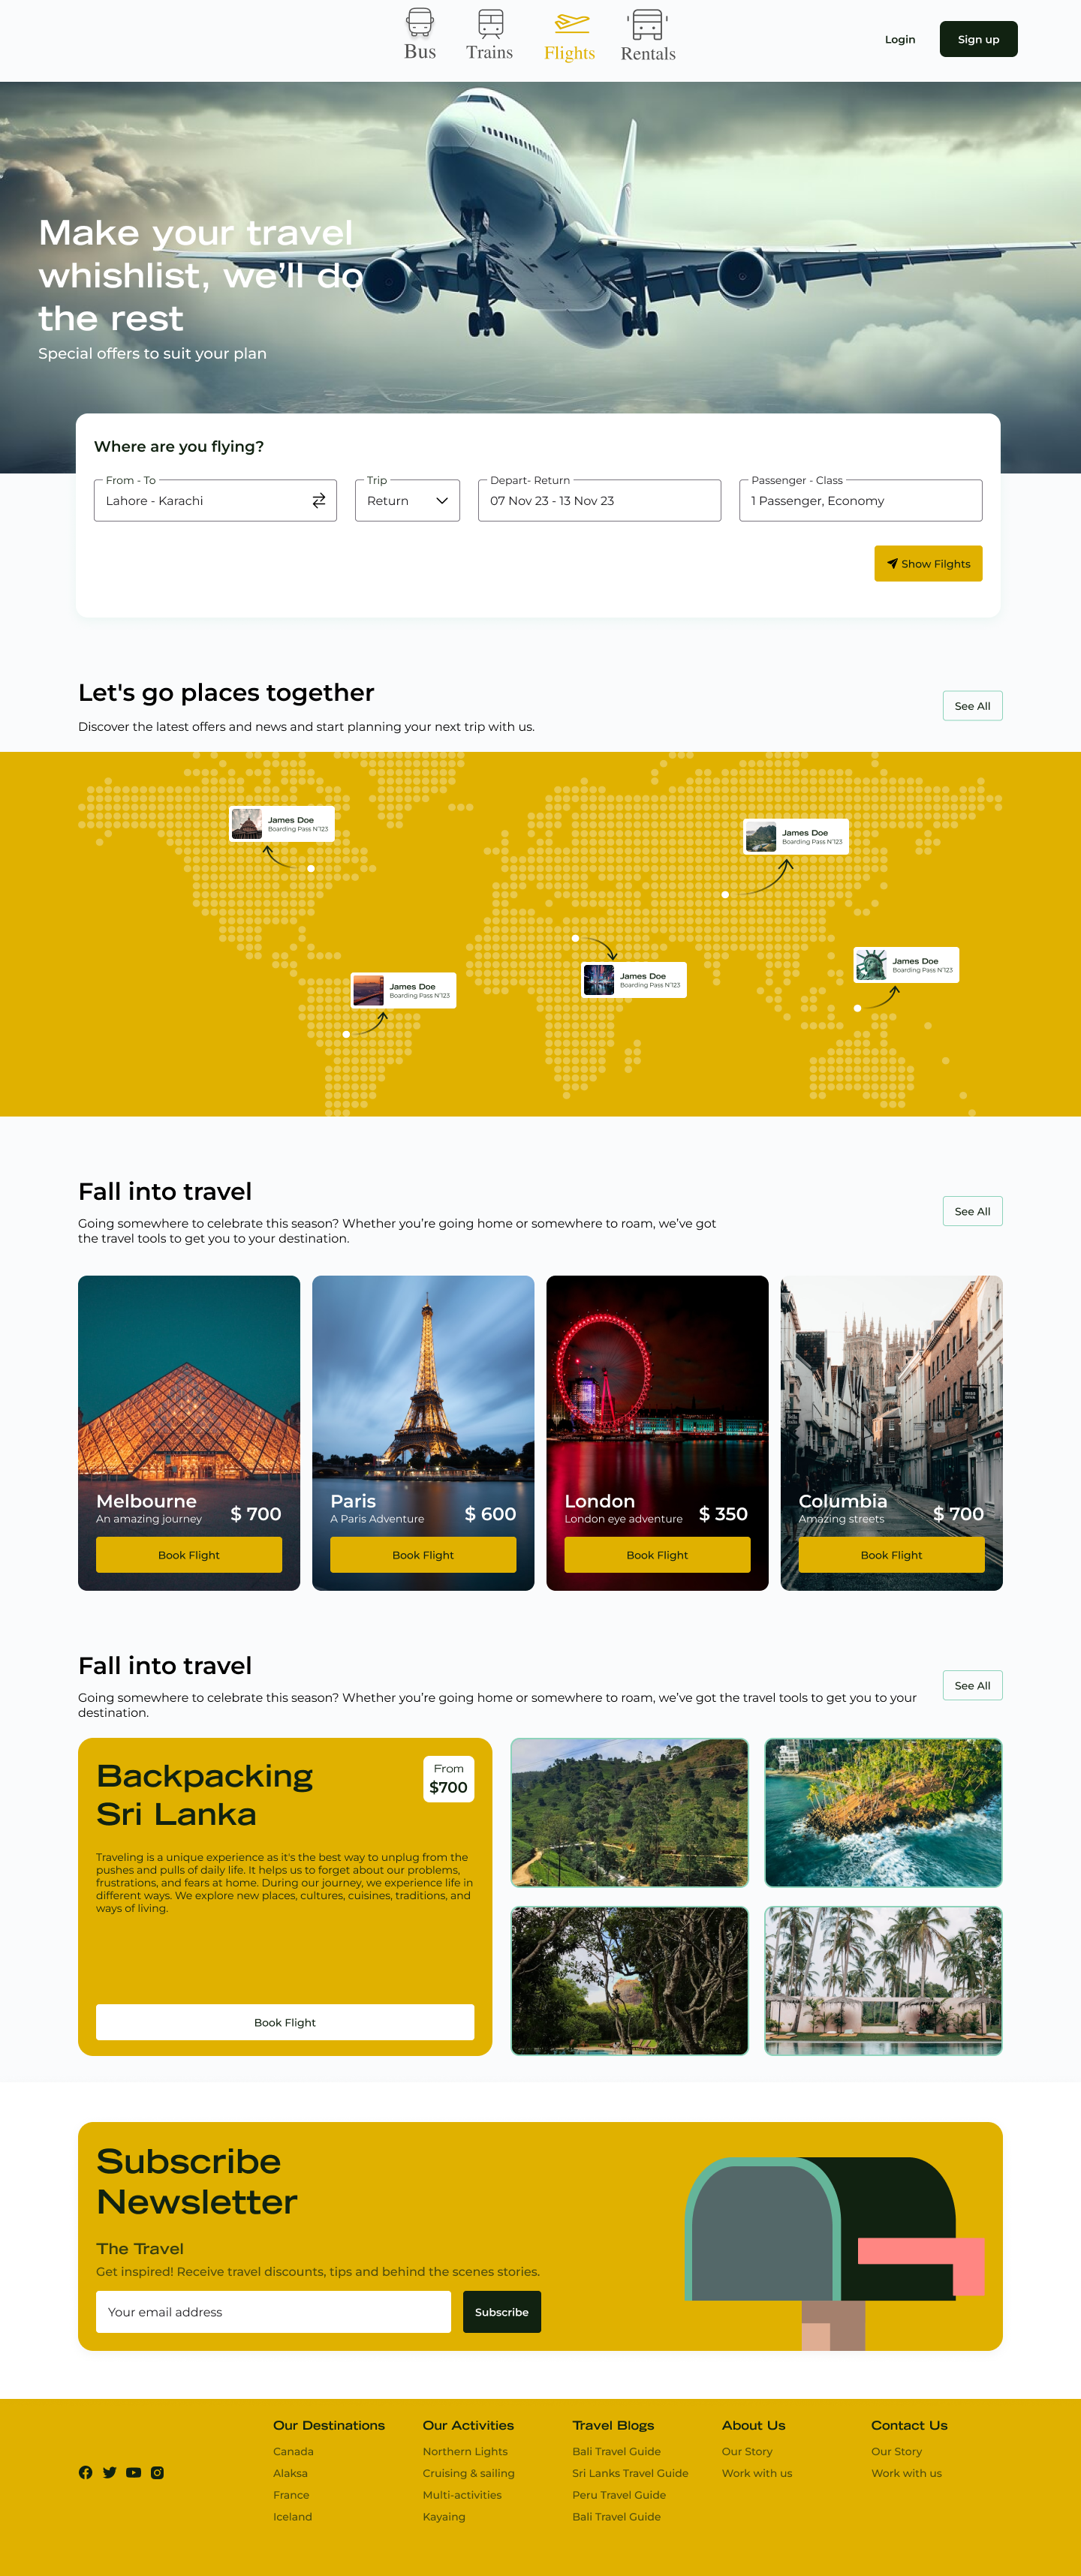 Bus
Trains
Flights
Rentals
Login
Sign up
Make your travel
whishlist, we'll do
the rest
Special offers to suit your plan
Where are you flying?
From - To
Lahore - Karachi
Trip
Return
Depart- Return
07 Nov 23 - 13 Nov 23
Passenger - Class
1 Passenger, Economy
Show Filghts
Let's go places together
See All
Discover the latest offers and news and start planning your next trip with us.
James Doe
Boarding Pass N'123
James Doe
Boarding Pass N'123
James Doe
Boarding Pass N'123
James Doe
Boarding Pass N'123
James Doe
Boarding Pass N'123
Fall into travel
See All
Going somewhere to celebrate this season? Whether you're going home or somewhere to roam, we've got
the travel tools to get you to your destination.
Melbourne
An amazing journey
$ 700
Book Flight
Paris
A Paris Adventure
$ 600
Book Flight
London
London eye adventure
$ 350
Book Flight
Columbia
Amazing streets
$ 700
Book Flight
Fall into travel
See All
Going somewhere to celebrate this season? Whether you're going home or somewhere to roam, we've got the travel tools to get you to your
destination.
Backpacking
Sri Lanka
From
$700
Traveling is a unique experience as it's the best way to unplug from the
pushes and pulls of daily life. It helps us to forget about our problems,
frustrations, and fears at home. During our journey, we experience life in
different ways. We explore new places, cultures, cuisines, traditions, and
ways of living.
Book Flight
Subscribe
Newsletter
The Travel
Get inspired! Receive travel discounts, tips and behind the scenes stories.
Your email address
Subscribe
Our Destinations
Canada
Alaksa
France
Iceland
Our Activities
Northern Lights
Cruising & sailing
Multi-activities
Kayaing
Travel Blogs
Bali Travel Guide
Sri Lanks Travel Guide
Peru Travel Guide
Bali Travel Guide
About Us
Our Story
Work with us
Contact Us
Our Story
Work with us